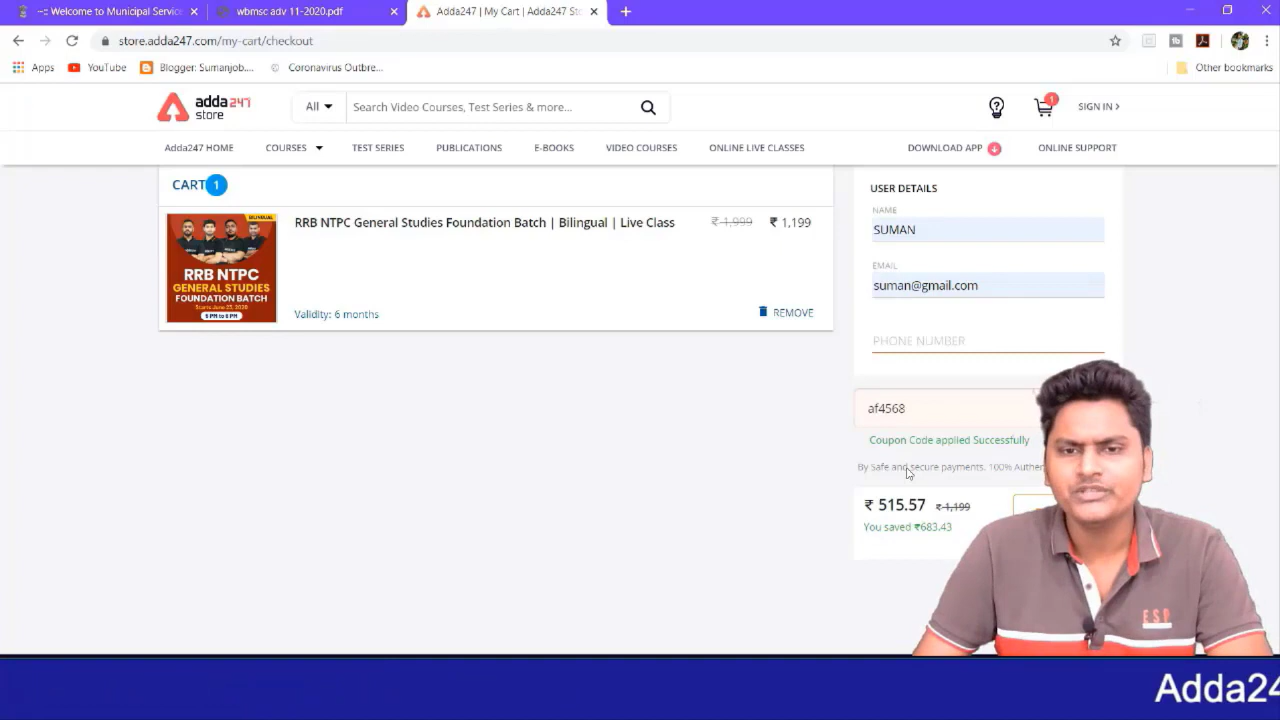 Welcome to Municipal Service
wbmsc adv 11-2020.pdf
Adda247 | My Cart | Adda247 Sto
store.adda247.com/my-cart/checkout
Apps
YouTube
Blogger: Sumanjob....
Coronavirus Outbre...
Other bookmarks
adda247
store
All
Search Video Courses, Test Series & more...
1
SIGN IN >
Adda247 HOME
COURSES
TEST SERIES
PUBLICATIONS
E-BOOKS
VIDEO COURSES
ONLINE LIVE CLASSES
DOWNLOAD APP
ONLINE SUPPORT
CART 1
BILINGUAL
RRB NTPC
GENERAL STUDIES
FOUNDATION BATCH
RRB NTPC General Studies Foundation Batch | Bilingual | Live Class
₹ 1,999 ₹ 1,199
Validity: 6 months
REMOVE
USER DETAILS
NAME
SUMAN
EMAIL
suman@gmail.com
PHONE NUMBER
af4568
Coupon Code applied Successfully
By Safe and secure payments. 100% Authen
₹ 515.57 ₹ 1,199
You saved ₹683.43
ESP
Adda24